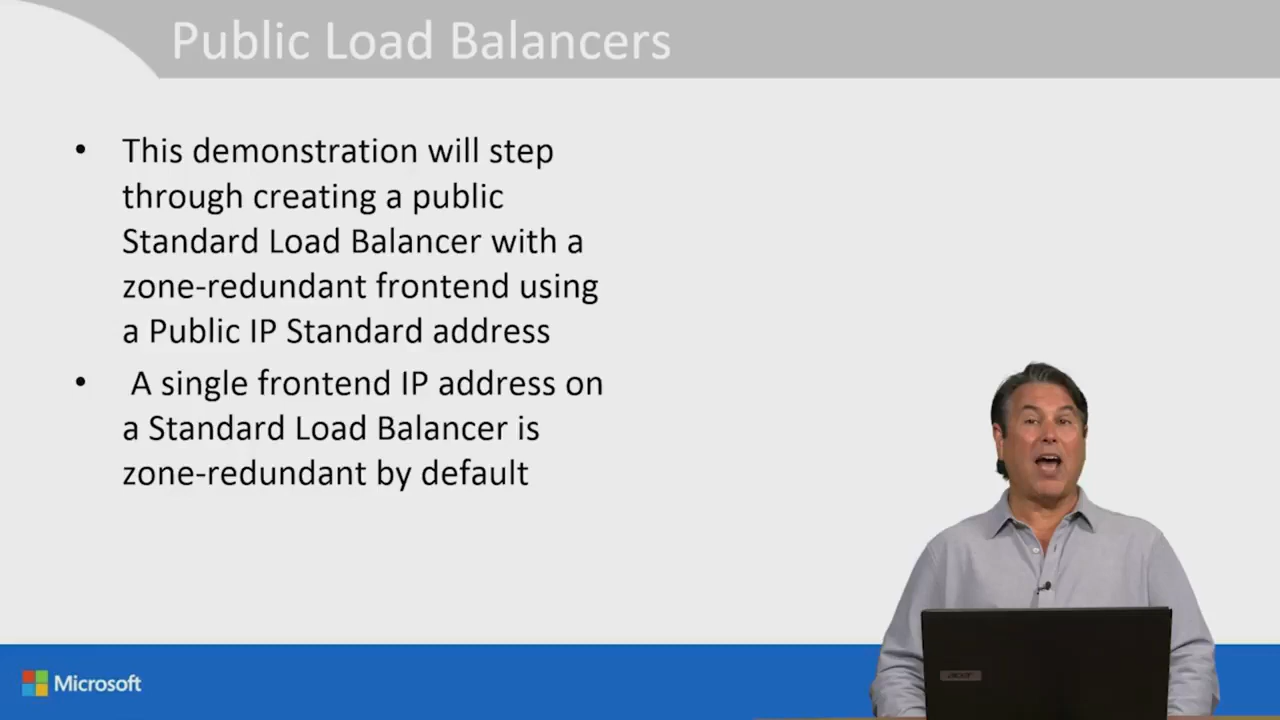 Public Load Balancers
• This demonstration will step
through creating a public
Standard Load Balancer with a
zone-redundant frontend using
a Public IP Standard address
• A single frontend IP address on
a Standard Load Balancer is
zone-redundant by default
acer
Microsoft